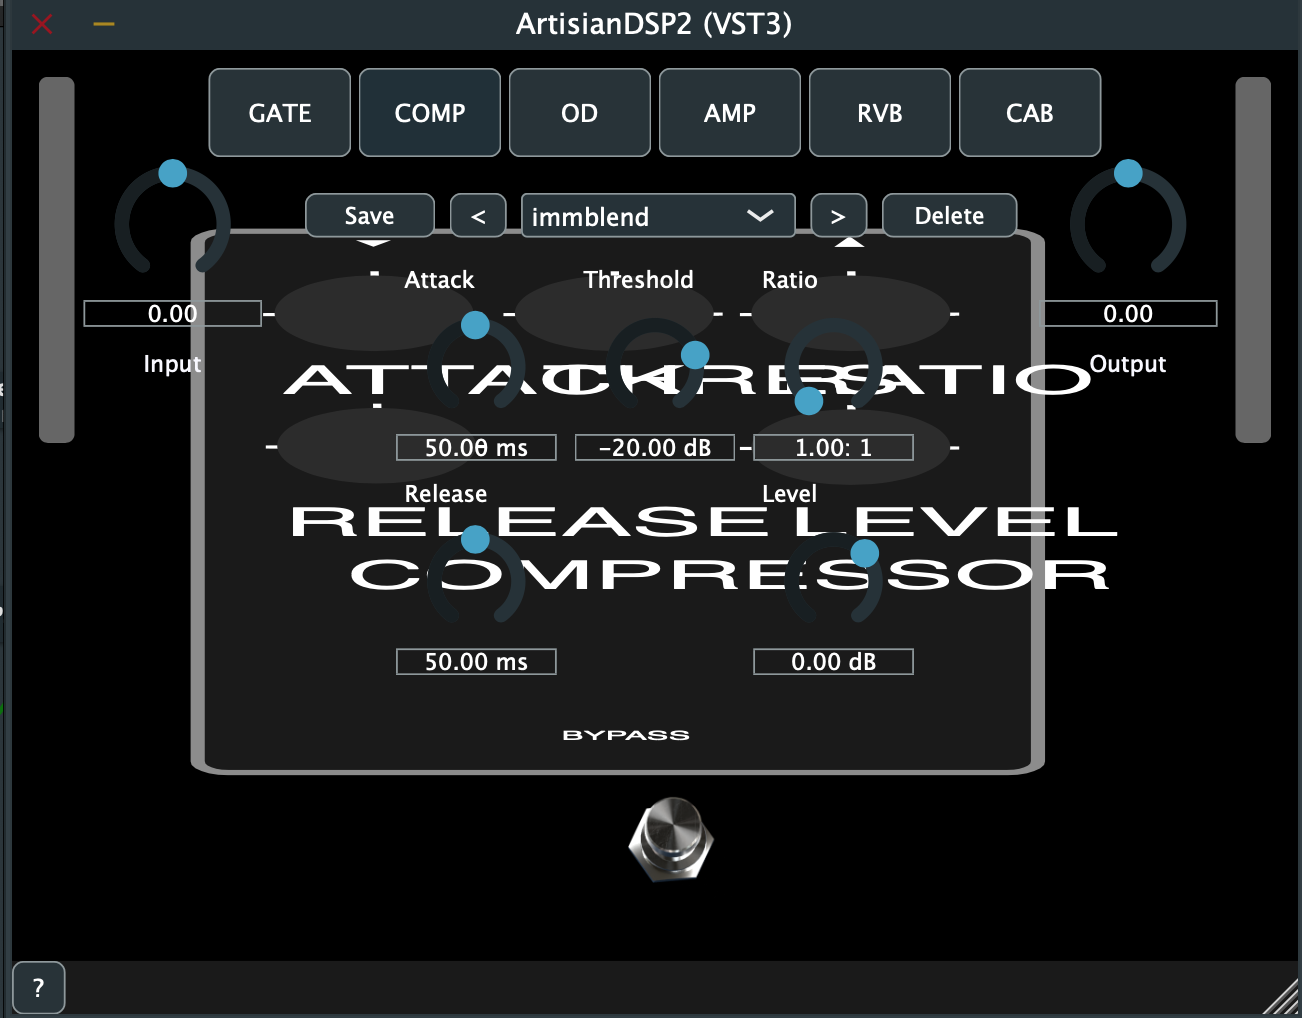 ArtisianDSP2 (VST3)
GATE COMP OD AMP RVB CAB
Save < immblend > Delete
Attack Threshold Ratio
0.00 0.00
Input Output
ATTACK THRES RATIO
50.00 ms -20.00 dB 1.00: 1
Release Level
RELEASE LEVEL
COMPRESSOR
50.00 ms 0.00 dB
BYPASS
?